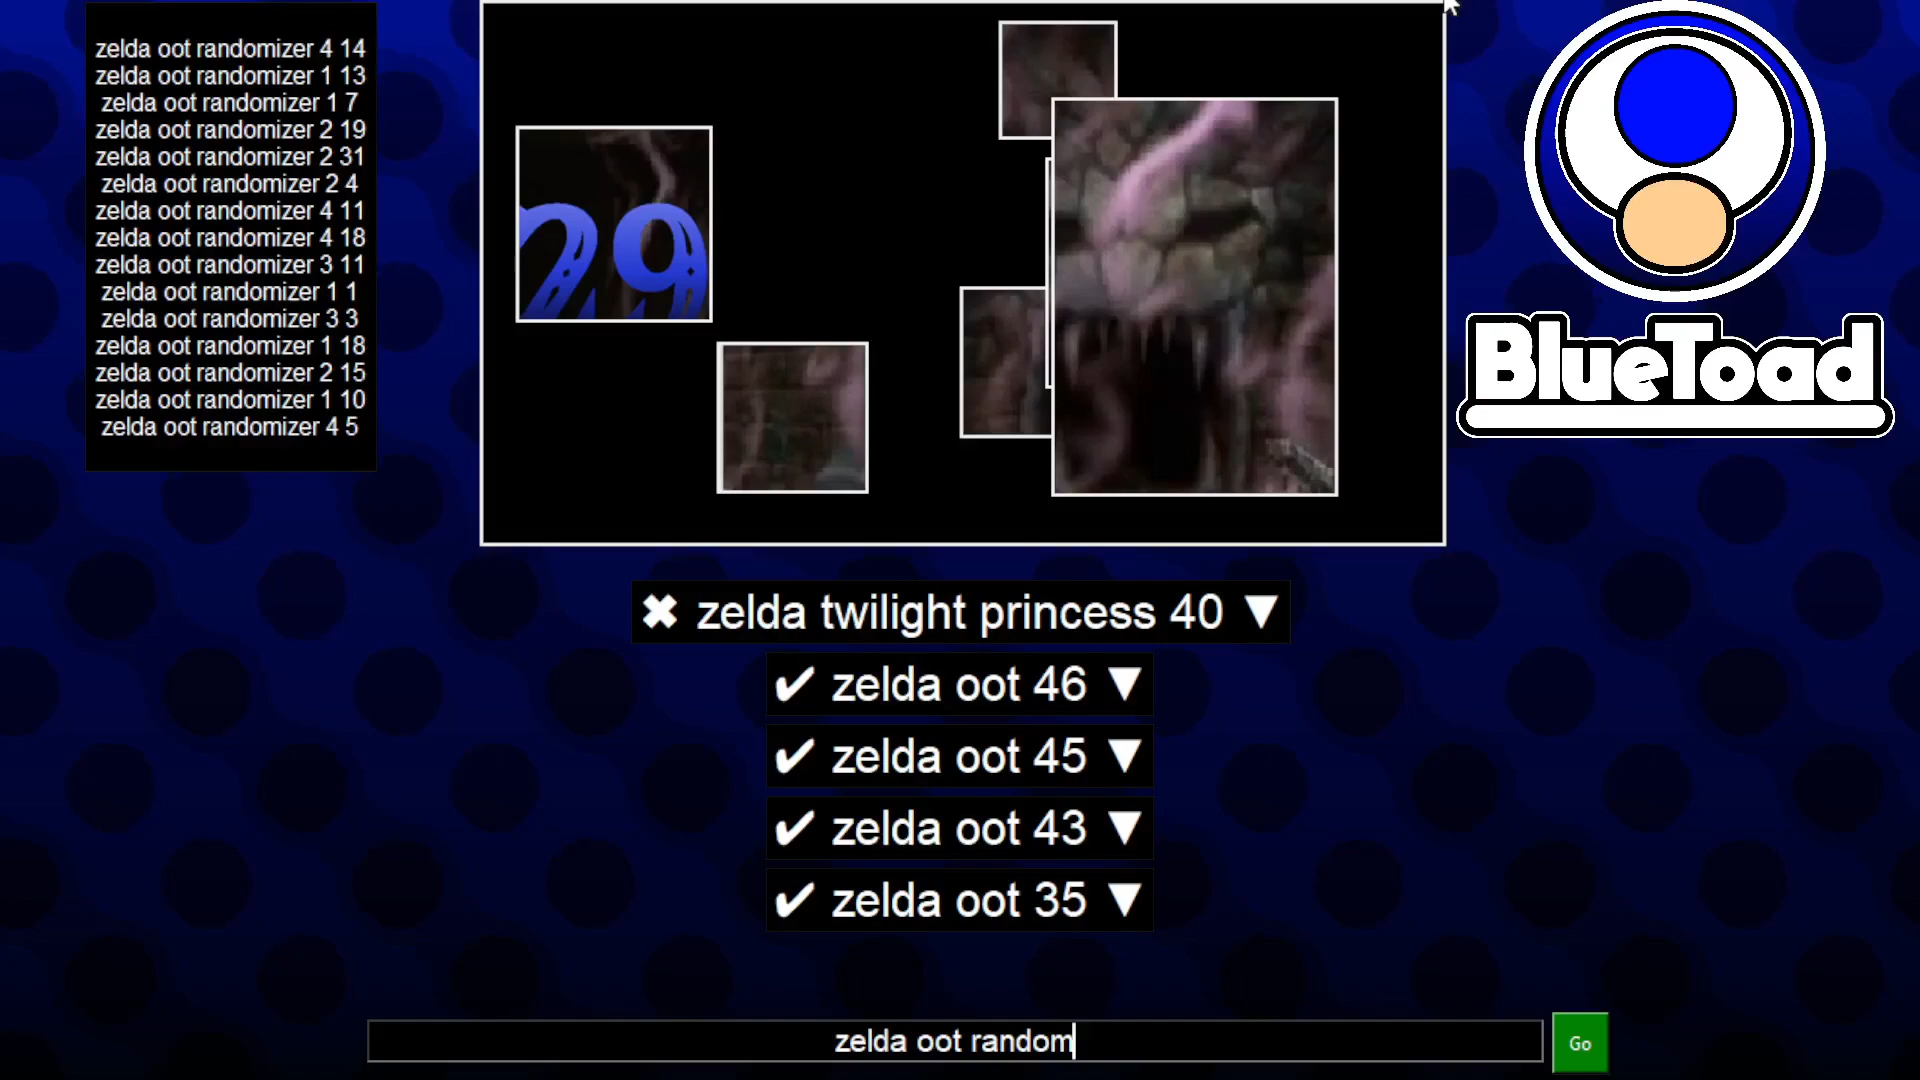 zelda oot randomizer 4 14
zelda oot randomizer 1 13
zelda oot randomizer 1 7
zelda oot randomizer 2 19
zelda oot randomizer 2 31
zelda oot randomizer 2 4
zelda oot randomizer 4 11
zelda oot randomizer 4 18
zelda oot randomizer 3 11
zelda oot randomizer 1 1
zelda oot randomizer 3 3
zelda oot randomizer 1 18
zelda oot randomizer 2 15
zelda oot randomizer 1 10
zelda oot randomizer 4 5
29
BlueToad
✖ zelda twilight princess 40 ▼
✔ zelda oot 46 ▼
✔ zelda oot 45 ▼
✔ zelda oot 43 ▼
✔ zelda oot 35 ▼
zelda oot random
Go